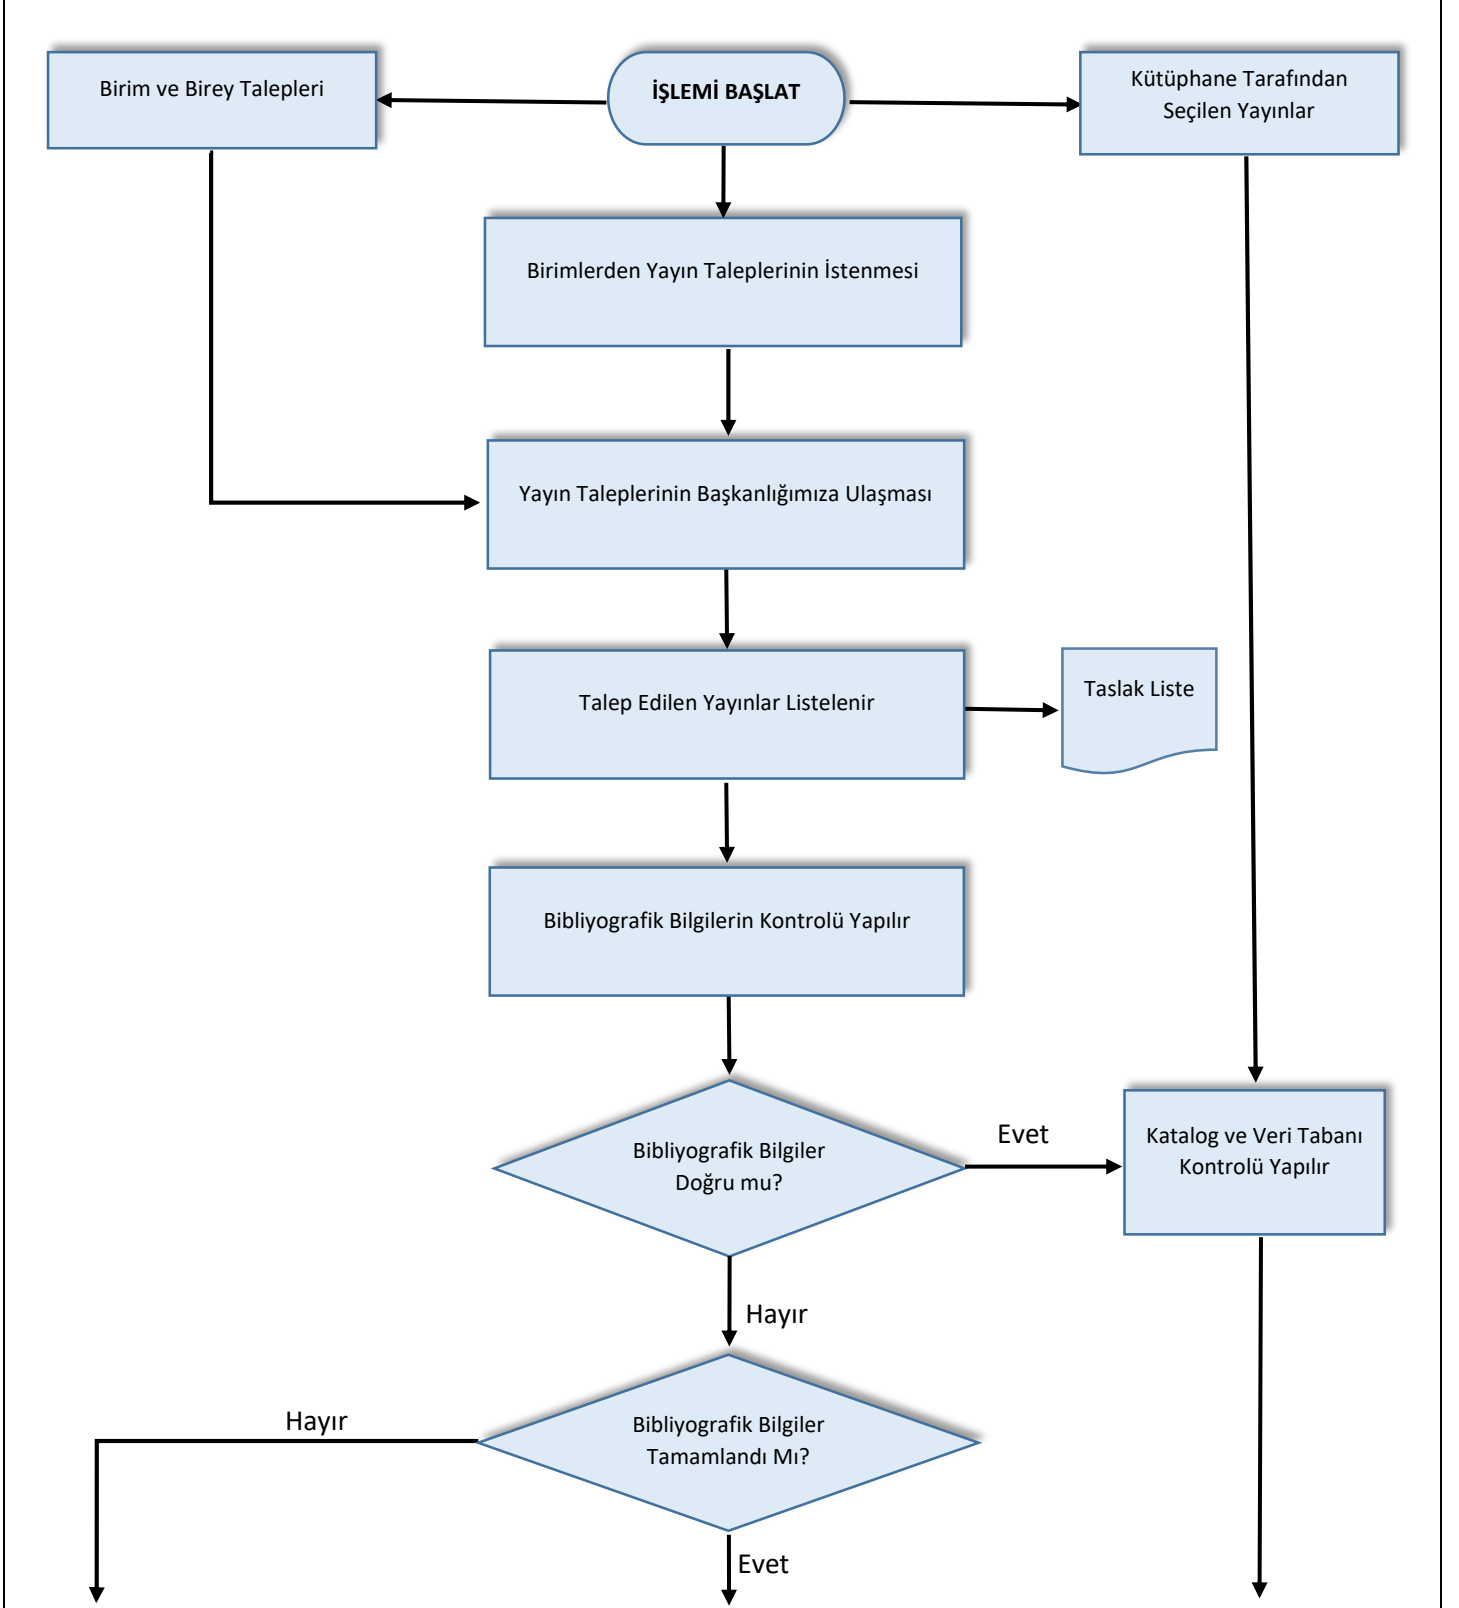 Birim ve Birey Talepleri
İŞLEMİ BAŞLAT
Kütüphane Tarafından
Seçilen Yayınlar
Birimlerden Yayın Taleplerinin İstenmesi
Yayın Taleplerinin Başkanlığımıza Ulaşması
Talep Edilen Yayınlar Listelenir
Taslak Liste
Bibliyografik Bilgilerin Kontrolü Yapılır
Bibliyografik Bilgiler
Doğru mu?
Evet
Katalog ve Veri Tabanı
Kontrolü Yapılır
Hayır
Bibliyografik Bilgiler
Tamamlandı Mı?
Hayır
Evet